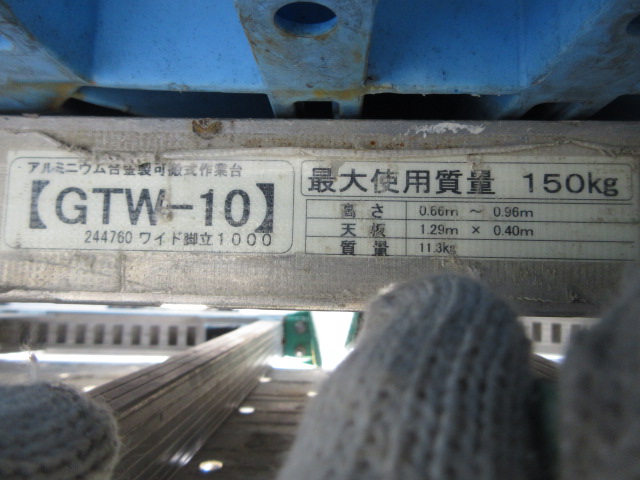 アルミニウム合金製可搬式作業台
【GTW-10】
244760 ワイド脚立1000
最大使用質量 150kg
高さ 0.66m ～ 0.96m
天板 1.29m × 0.40m
質量 11.3kg